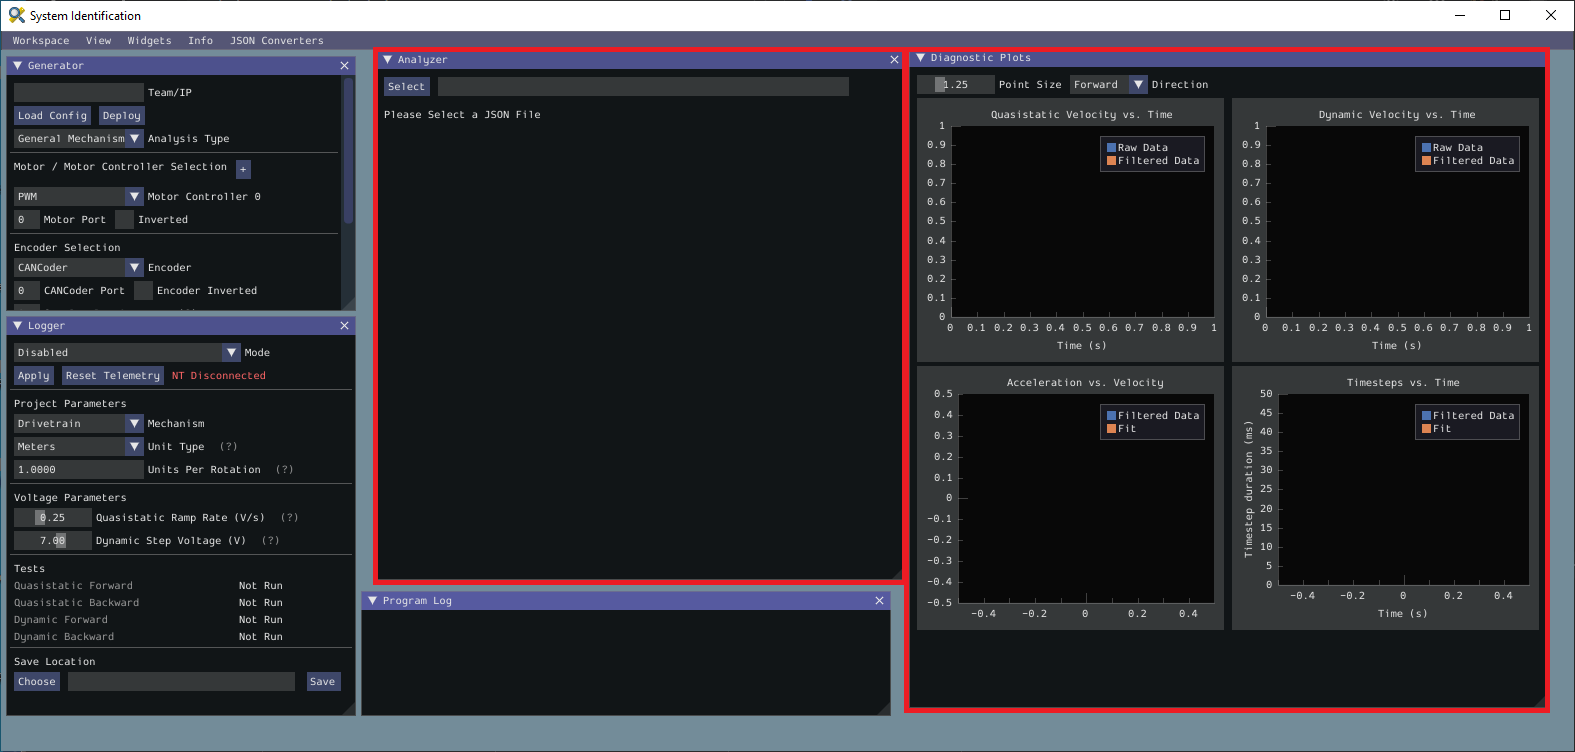 System Identification
Workspace View Widgets Info JSON Converters
Generator
Team/IP
Load Config Deploy
General Mechanism Analysis Type
Motor / Motor Controller Selection +
PWM Motor Controller 0
0 Motor Port Inverted
Encoder Selection
CANCoder Encoder
0 CANCoder Port Encoder Inverted
Logger
Disabled Mode
Apply Reset Telemetry NT Disconnected
Project Parameters
Drivetrain Mechanism
Meters Unit Type (?)
1.0000 Units Per Rotation (?)
Voltage Parameters
0.25 Quasistatic Ramp Rate (V/s) (?)
7.00 Dynamic Step Voltage (V) (?)
Tests
Quasistatic Forward Not Run
Quasistatic Backward Not Run
Dynamic Forward Not Run
Dynamic Backward Not Run
Save Location
Choose Save
Analyzer
Select
Please Select a JSON File
Program Log
Diagnostic Plots
1.25 Point Size Forward Direction
Quasistatic Velocity vs. Time
Raw Data
Filtered Data
1
0.9
0.8
0.7
0.6
0.5
0.4
0.3
0.2
0.1
0
0 0.1 0.2 0.3 0.4 0.5 0.6 0.7 0.8 0.9 1
Time (s)
Dynamic Velocity vs. Time
Raw Data
Filtered Data
1
0.9
0.8
0.7
0.6
0.5
0.4
0.3
0.2
0.1
0
0 0.1 0.2 0.3 0.4 0.5 0.6 0.7 0.8 0.9 1
Time (s)
Acceleration vs. Velocity
Filtered Data
Fit
0.5
0.4
0.3
0.2
0.1
0
-0.1
-0.2
-0.3
-0.4
-0.5
-0.4 -0.2 0 0.2 0.4
Timesteps vs. Time
Filtered Data
Fit
Timestep duration (ms)
50
45
40
35
30
25
20
15
10
5
0
-0.4 -0.2 0 0.2 0.4
Time (s)